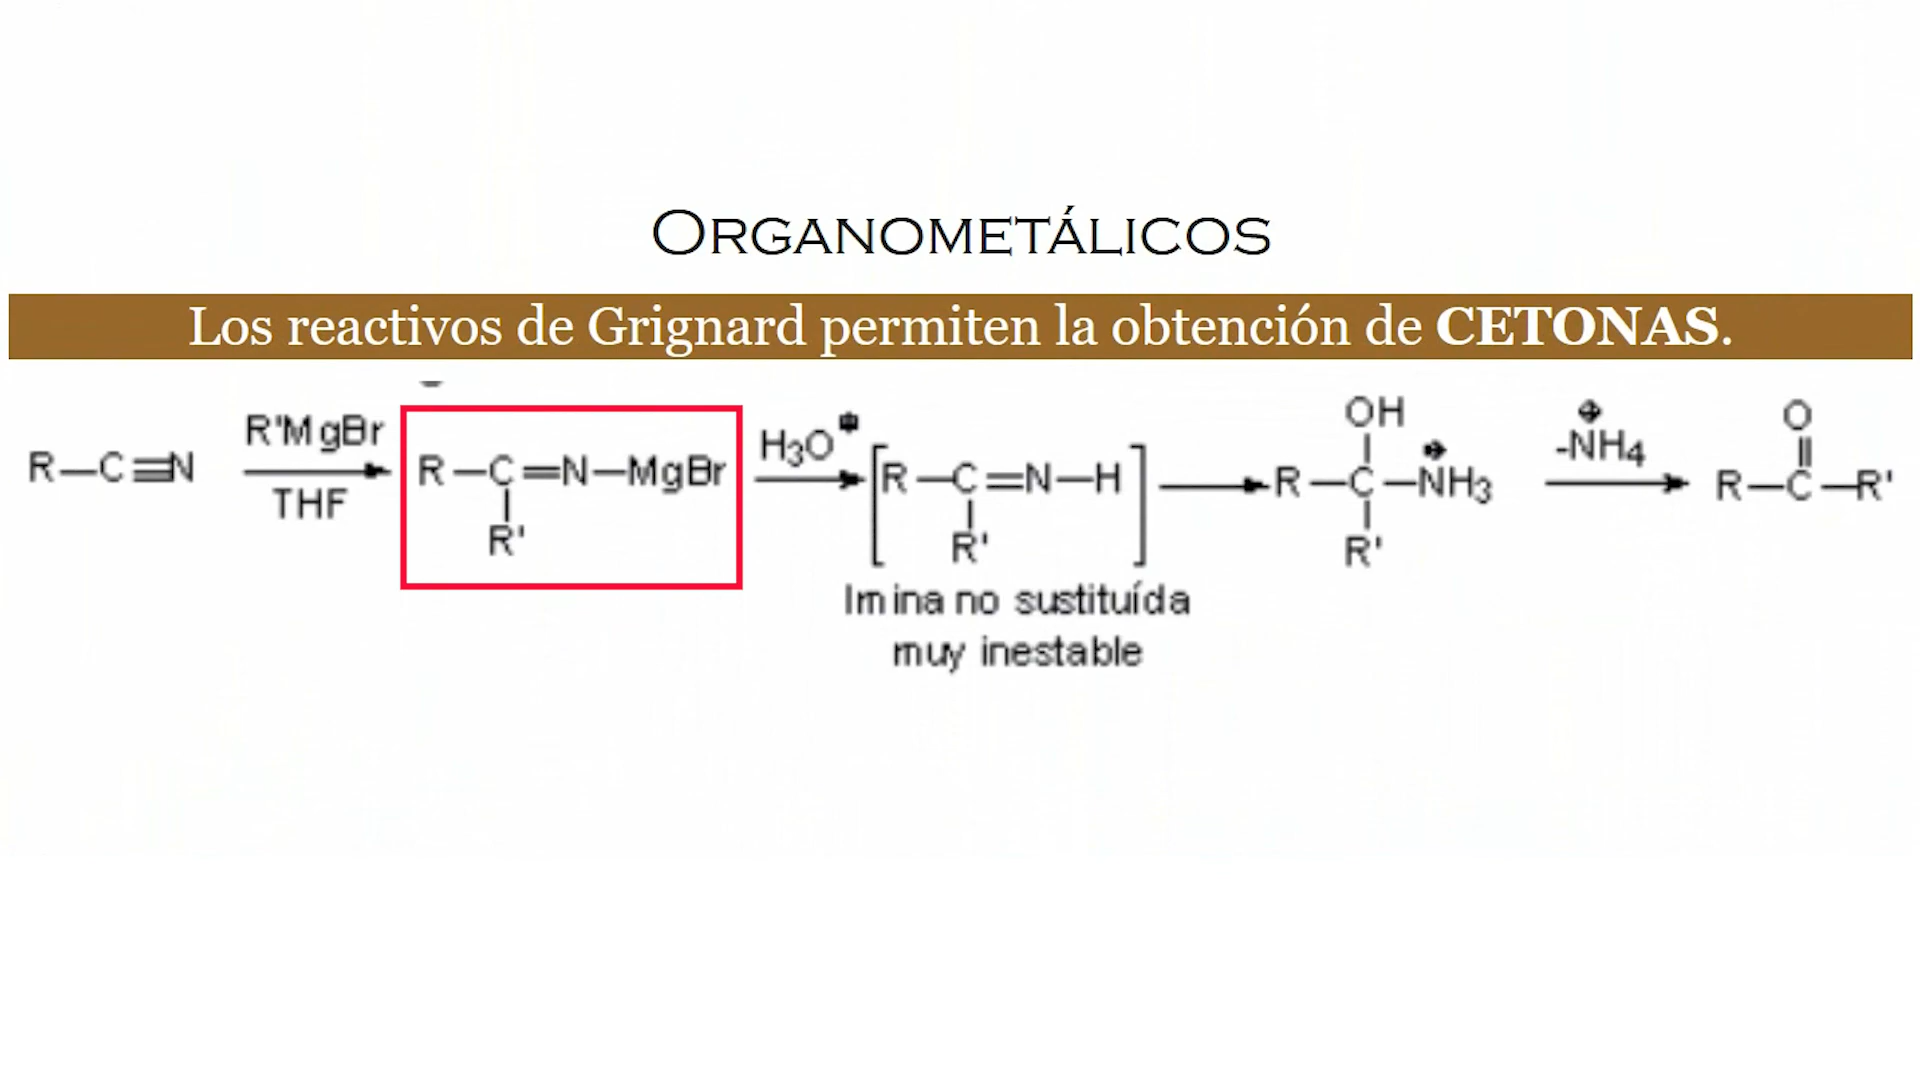 ORGANOMETÁLICOS
Los reactivos de Grignard permiten la obtención de CETONAS.
R—C≡N
R'MgBr
THF
R—C=N—MgBr
R'
H3O⊕
[R—C=N—H]
R'
Imina no sustituída
muy inestable
OH
R—C—NH3⊕
R'
-NH4⊕
O
R—C—R'